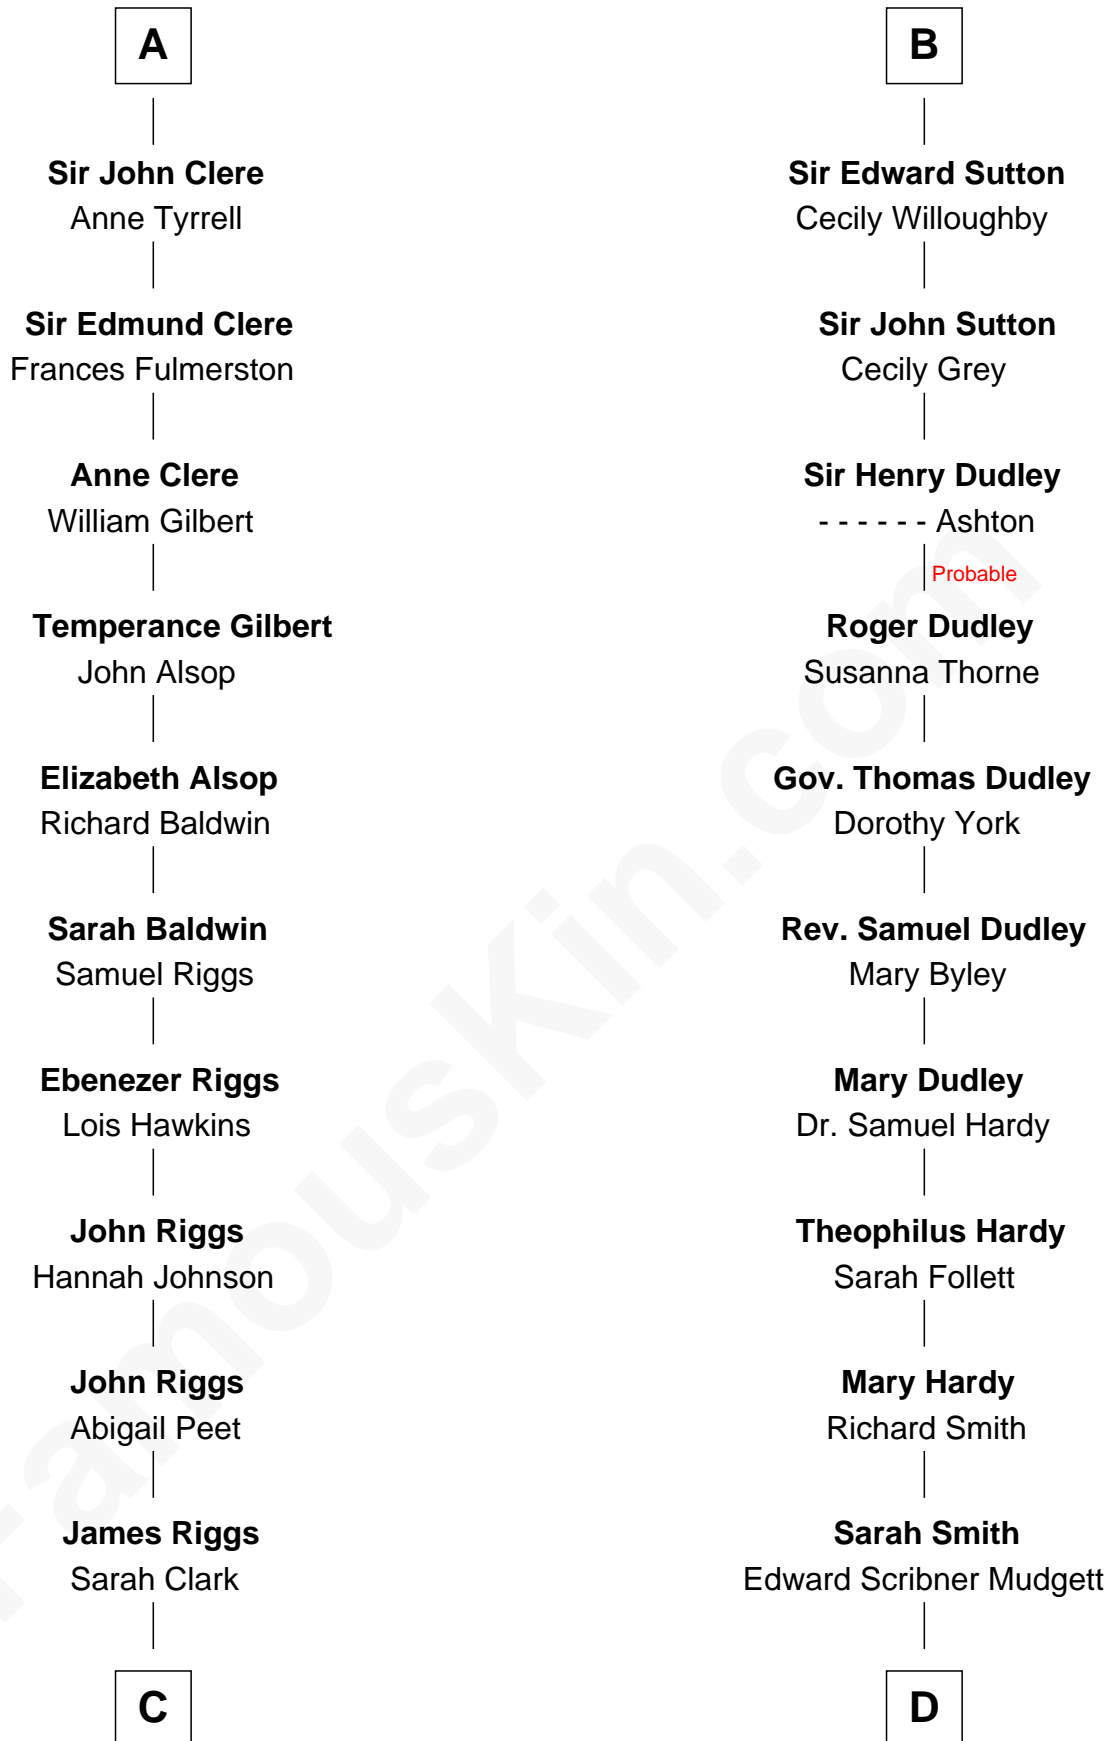 A
Sir John Clere
Anne Tyrrell
Sir Edmund Clere
Frances Fulmerston
Anne Clere
William Gilbert
Temperance Gilbert
John Alsop
Elizabeth Alsop
Richard Baldwin
Sarah Baldwin
Samuel Riggs
Ebenezer Riggs
Lois Hawkins
John Riggs
Hannah Johnson
John Riggs
Abigail Peet
James Riggs
Sarah Clark
C
B
Sir Edward Sutton
Cecily Willoughby
Sir John Sutton
Cecily Grey
Sir Henry Dudley
- - - - - - Ashton
Probable
Roger Dudley
Susanna Thorne
Gov. Thomas Dudley
Dorothy York
Rev. Samuel Dudley
Mary Byley
Mary Dudley
Dr. Samuel Hardy
Theophilus Hardy
Sarah Follett
Mary Hardy
Richard Smith
Sarah Smith
Edward Scribner Mudgett
D
FamousKin.com